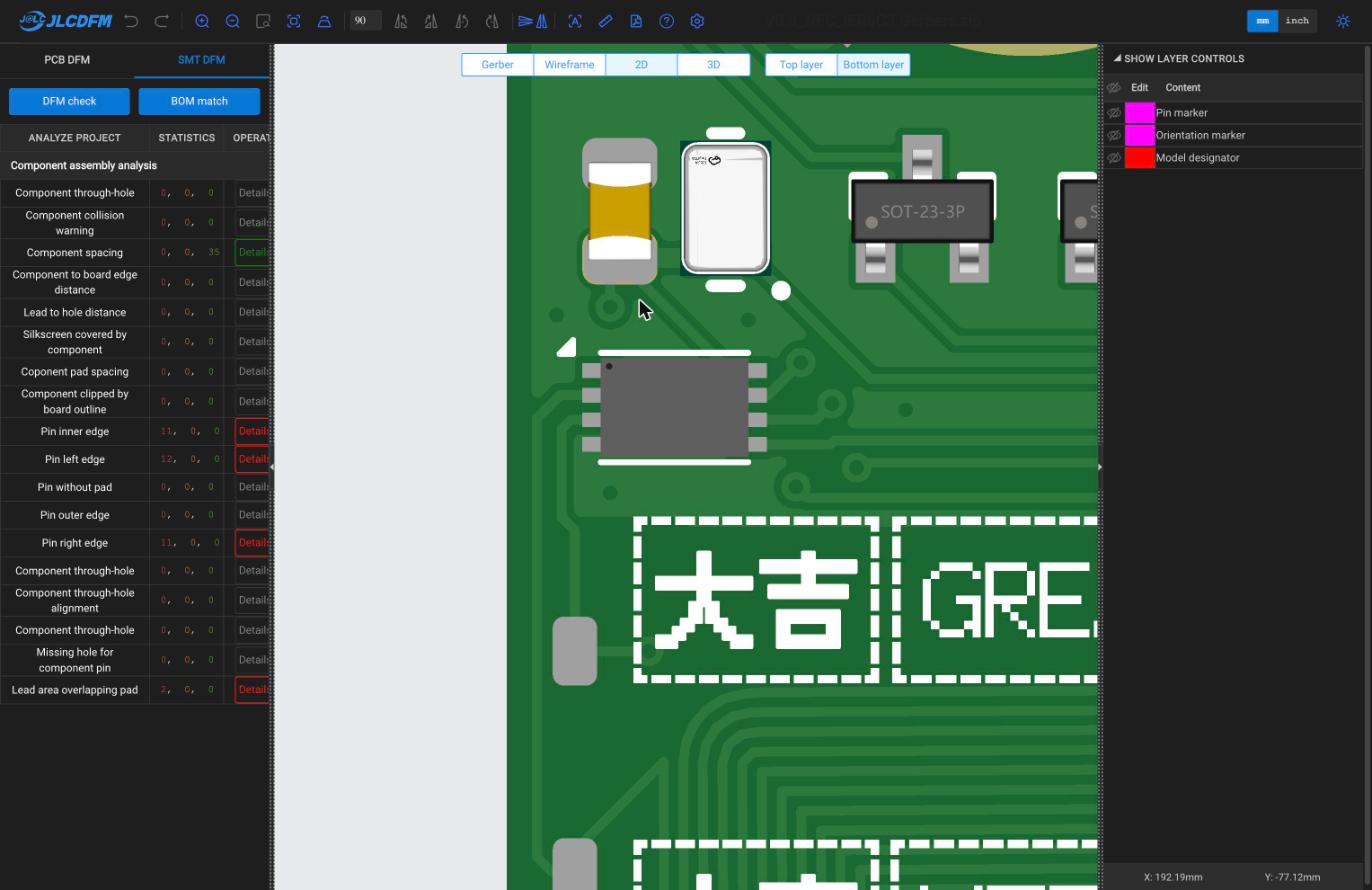 JLCDFM
90
mm inch
PCB DFM SMT DFM
DFM check BOM match
ANALYZE PROJECT STATISTICS OPERAT
Component assembly analysis
Component through-hole 0, 0, 0 Details
Component collision
warning 0, 0, 0 Details
Component spacing 0, 0, 35 Details
Component to board edge
distance 0, 0, 0 Details
Lead to hole distance 0, 0, 0 Details
Silkscreen covered by
component 0, 0, 0 Details
Coponent pad spacing 0, 0, 0 Details
Component clipped by
board outline 0, 0, 0 Details
Pin inner edge 11, 0, 0 Details
Pin left edge 12, 0, 0 Details
Pin without pad 0, 0, 0 Details
Pin outer edge 0, 0, 0 Details
Pin right edge 11, 0, 0 Details
Component through-hole 0, 0, 0 Details
Component through-hole
alignment 0, 0, 0 Details
Component through-hole 0, 0, 0 Details
Missing hole for
component pin 0, 0, 0 Details
Lead area overlapping pad 2, 0, 0 Details
Gerber Wireframe 2D 3D Top layer Bottom layer
SOT-23-3P
S
大吉
GRE
SHOW LAYER CONTROLS
Edit Content
Pin marker
Orientation marker
Model designator
X: 192.19mm Y: -77.12mm